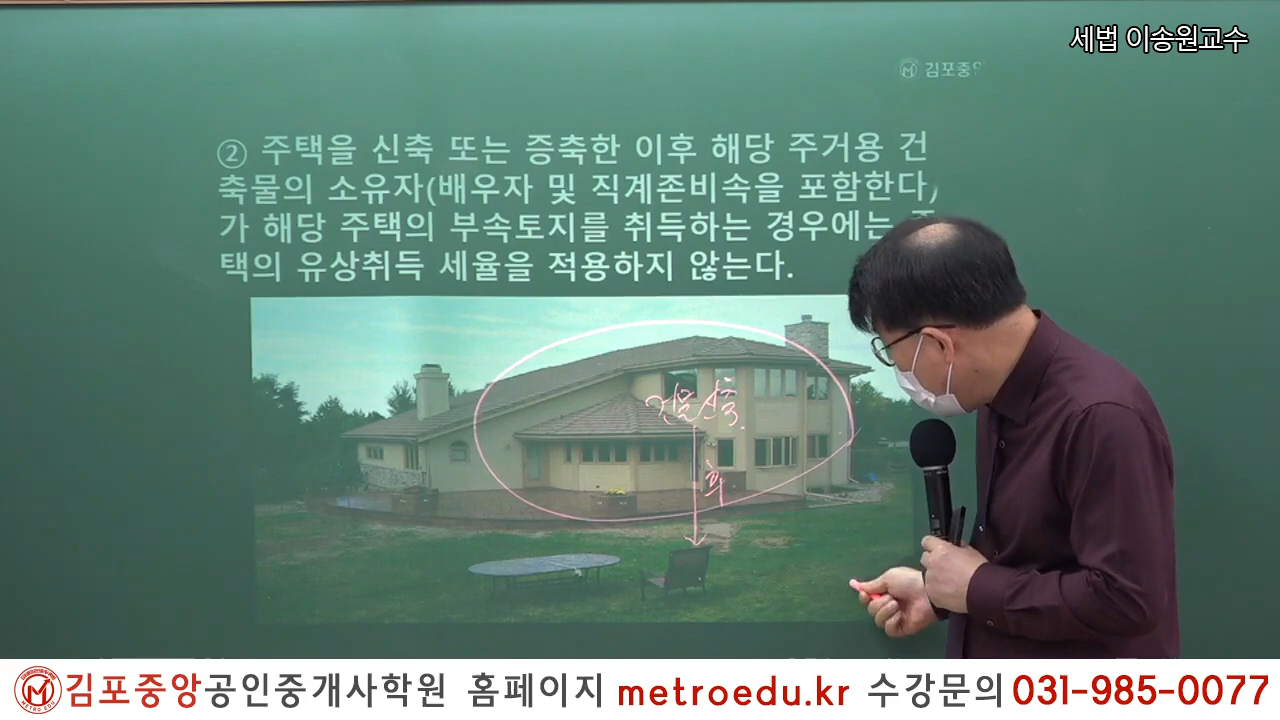 세법 이송원교수
김포중
② 주택을 신축 또는 증축한 이후 해당 주거용 건
축물의 소유자(배우자 및 직계존비속을 포함한다)
가 해당 주택의 부속토지를 취득하는 경우에는
택의 유상취득 세율을 적용하지 않는다.
건물신축
후
김포중앙공인중개사학원 홈페이지 metroedu.kr 수강문의 031-985-0077